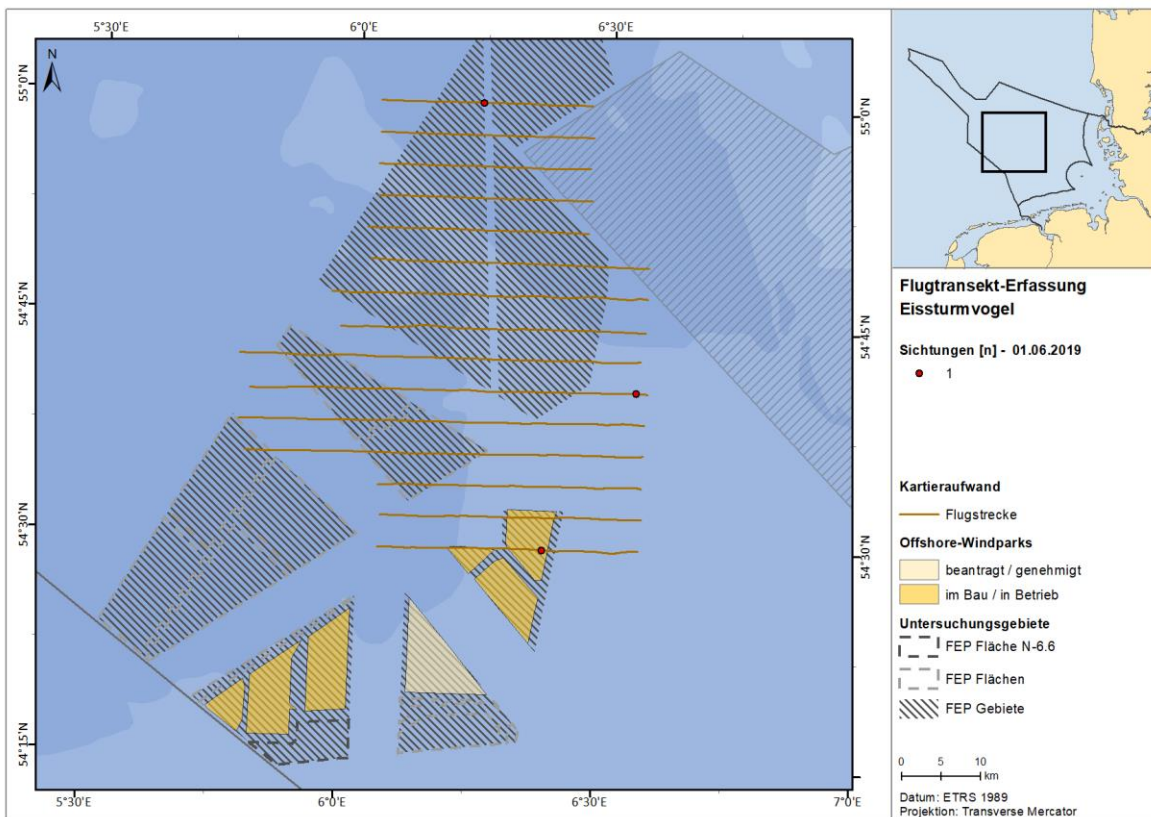 5°30'E 6°0'E 6°30'E
N
55°0'N
54°45'N
54°30'N
54°15'N
55°0'N
54°45'N
54°30'N
5°30'E 6°0'E 6°30'E 7°0'E
Flugtransekt-Erfassung
Eissturmvogel
Sichtungen [n] - 01.06.2019
1
Kartieraufwand
Flugstrecke
Offshore-Windparks
beantragt / genehmigt
im Bau / in Betrieb
Untersuchungsgebiete
FEP Fläche N-6.6
FEP Flächen
FEP Gebiete
0 5 10
km
Datum: ETRS 1989
Projektion: Transverse Mercator